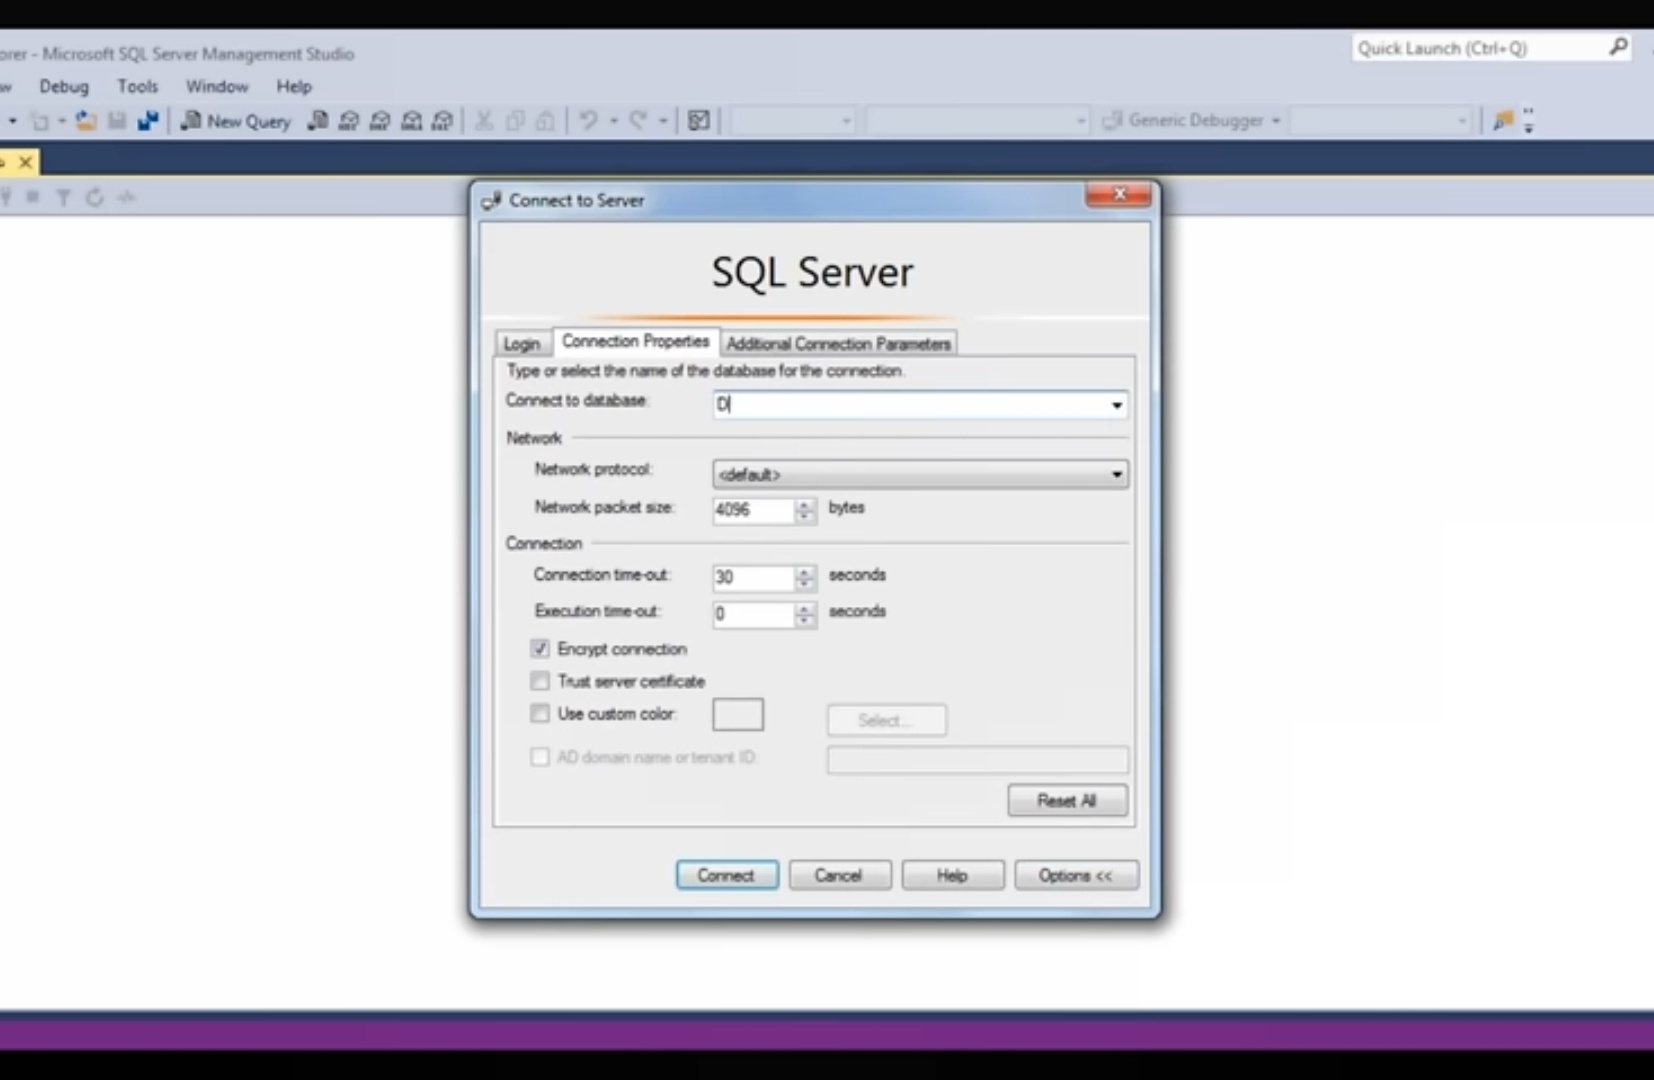 orer - Microsoft SQL Server Management Studio
Quick Launch (Ctrl+Q)
w Debug Tools Window Help
New Query
Generic Debugger
Connect to Server
SQL Server
Login Connection Properties Additional Connection Parameters
Type or select the name of the database for the connection.
Connect to database: D
Network
Network protocol: <default>
Network packet size: 4096 bytes
Connection
Connection time-out: 30 seconds
Execution time-out: 0 seconds
Encrypt connection
Trust server certificate
Use custom color: Select...
AD domain name or tenant ID:
Reset All
Connect Cancel Help Options <<